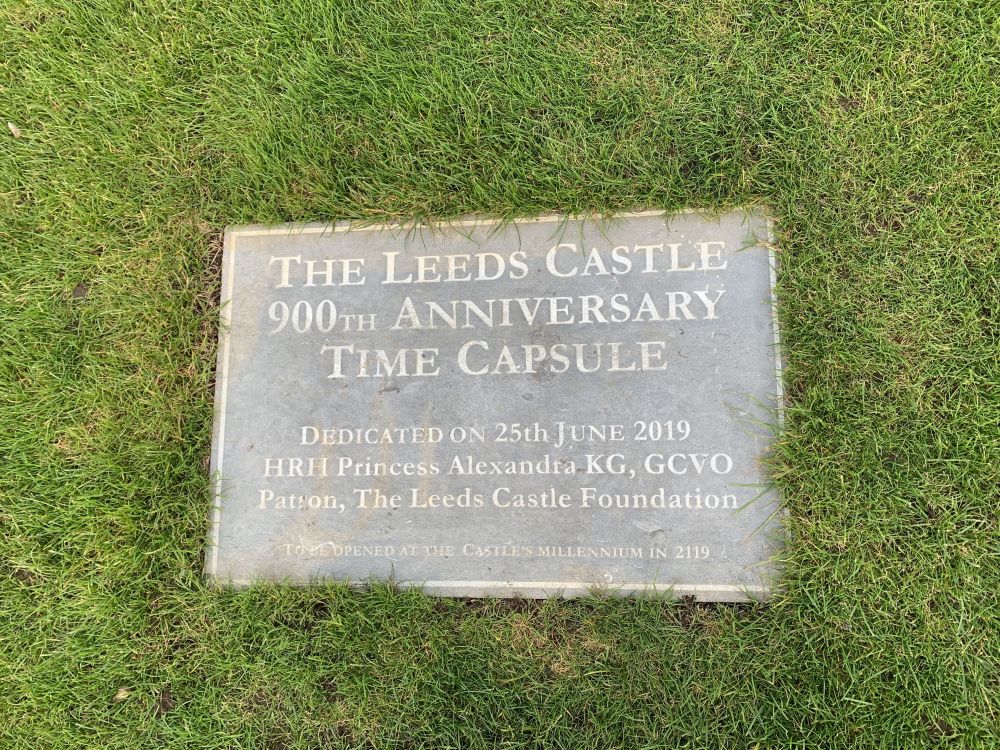 THE LEEDS CASTLE
900TH ANNIVERSARY
TIME CAPSULE
DEDICATED ON 25th JUNE 2019
HRH Princess Alexandra KG, GCVO
Patron, The Leeds Castle Foundation
TO BE OPENED AT THE CASTLE'S MILLENNIUM IN 2119